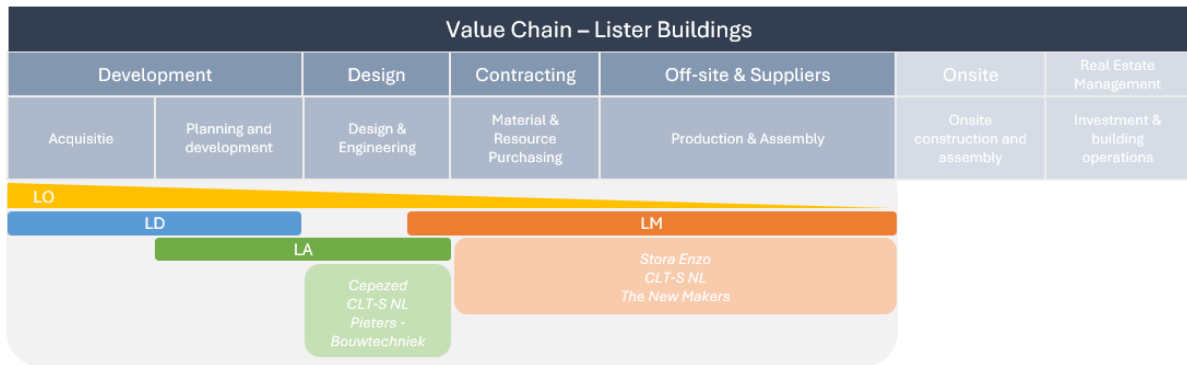 Value Chain – Lister Buildings
Development
Design
Contracting
Off-site & Suppliers
Onsite
Real Estate
Management
Acquisitie
Planning and
development
Design &
Engineering
Material &
Resource
Purchasing
Production & Assembly
Onsite
construction and
assembly
Investment &
building
operations
LO
LD
LM
LA
Cepezed
CLT-S NL
Pieters -
Bouwtechniek
Stora Enzo
CLT-S NL
The New Makers